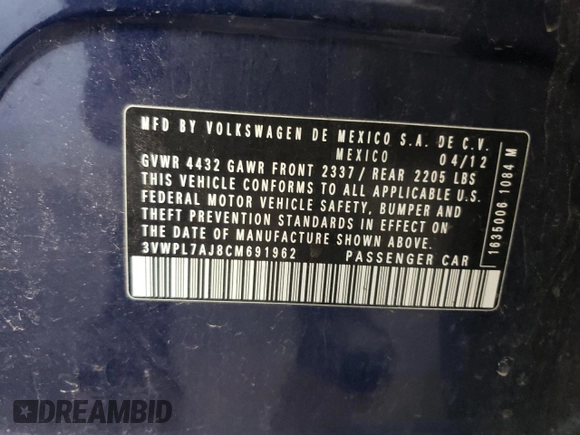 MFD BY VOLKSWAGEN DE MEXICO S.A. DE C.V.
MEXICO 04/12
GVWR 4432 GAWR FRONT 2337/ REAR 2205 LBS
THIS VEHICLE CONFORMS TO ALL APPLICABLE U.S.
FEDERAL MOTOR VEHICLE SAFETY, BUMPER AND
THEFT PREVENTION STANDARDS IN EFFECT ON
THE DATE OF MANUFACTURE SHOWN ABOVE.
3VWPL7AJ8CM691962 PASSENGER CAR
1635006 1084 M
DREAMBID